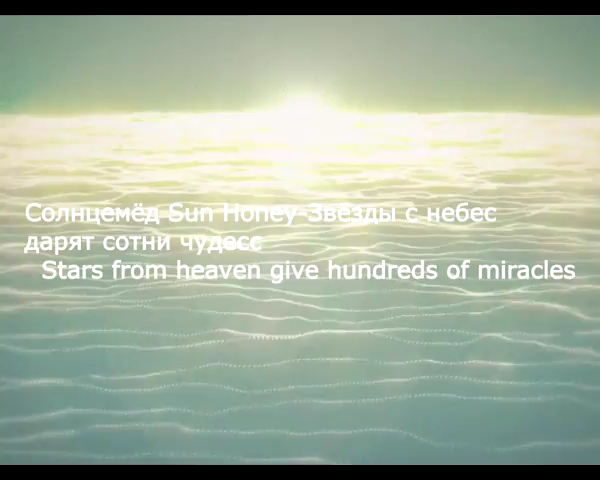 Солнцемёд Sun Honey-Звёзды с небес
дарят сотни чудесс
Stars from heaven give hundreds of miracles